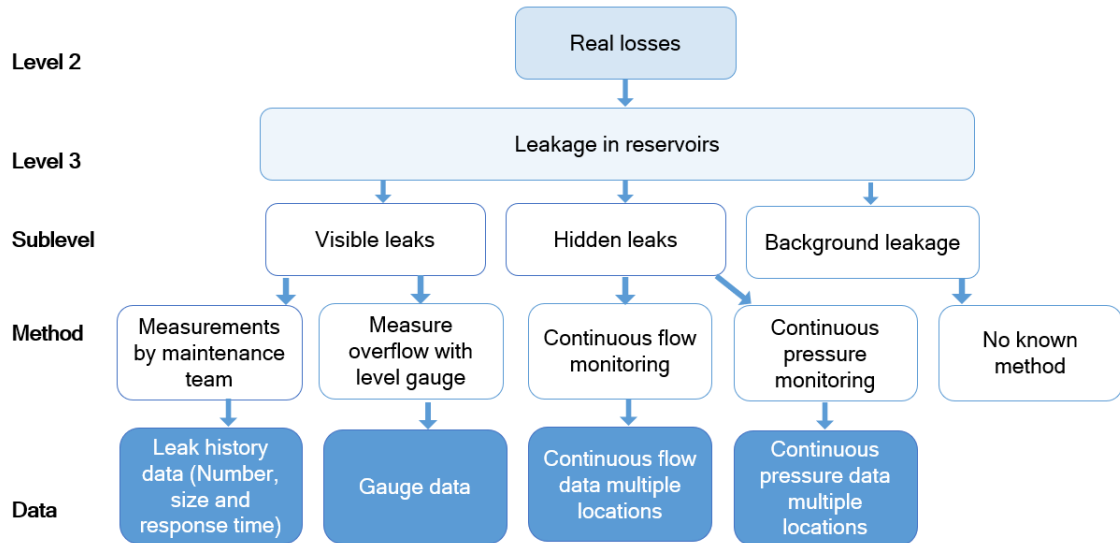 Level 2
Real losses
Level 3
Leakage in reservoirs
Sublevel
Visible leaks
Hidden leaks
Background leakage
Method
Measurements
by maintenance
team
Measure
overflow with
level gauge
Continuous flow
monitoring
Continuous
pressure
monitoring
No known
method
Data
Leak history
data (Number,
size and
response time)
Gauge data
Continuous flow
data multiple
locations
Continuous
pressure data
multiple
locations